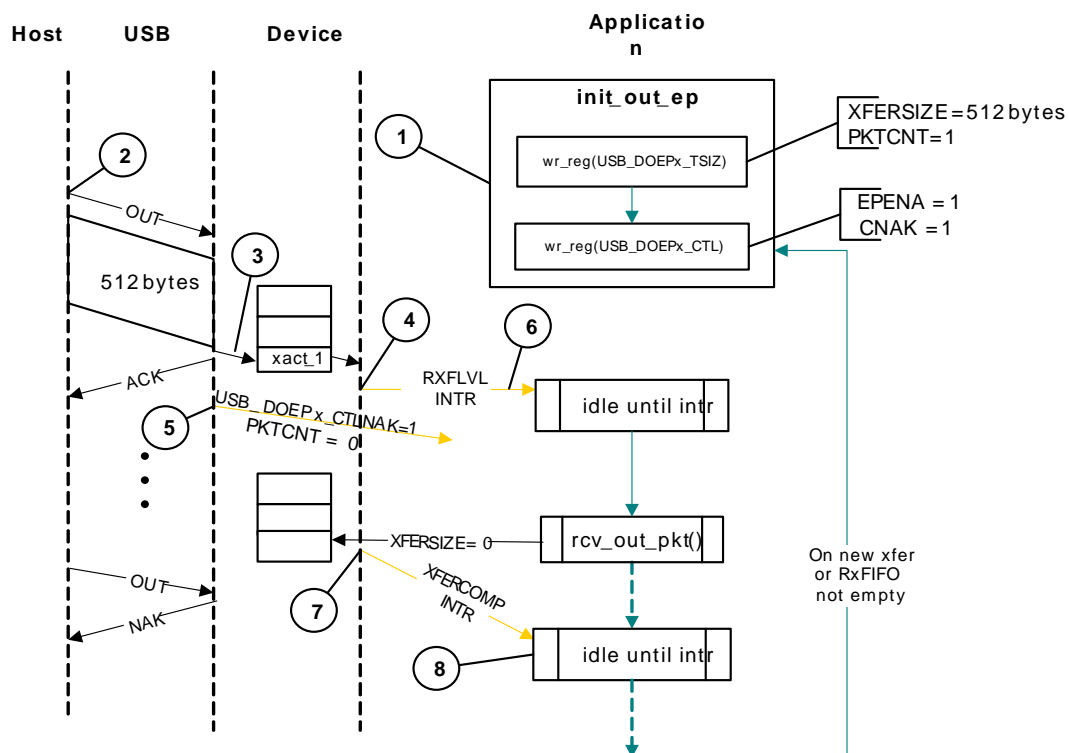 Host
USB
Device
Applicatio
n
init_out_ep
XFERSIZE=512 bytes
PKTCNT=1
1
wr_reg(USB_DOEPx_TSIZ)
2
EPENA = 1
CNAK = 1
OUT
wr_reg(USB_DOEPx_CTL)
3
512 bytes
4
6
xact_1
RXFLVL
INTR
ACK
idle until intr
USB_DOEPx_CTLNAK=1
PKTCNT = 0
5
XFERSIZE= 0
rcv_out_pkt()
On new xfer
or RxFIFO
not empty
OUT
XFERCOMP
INTR
7
NAK
idle until intr
8